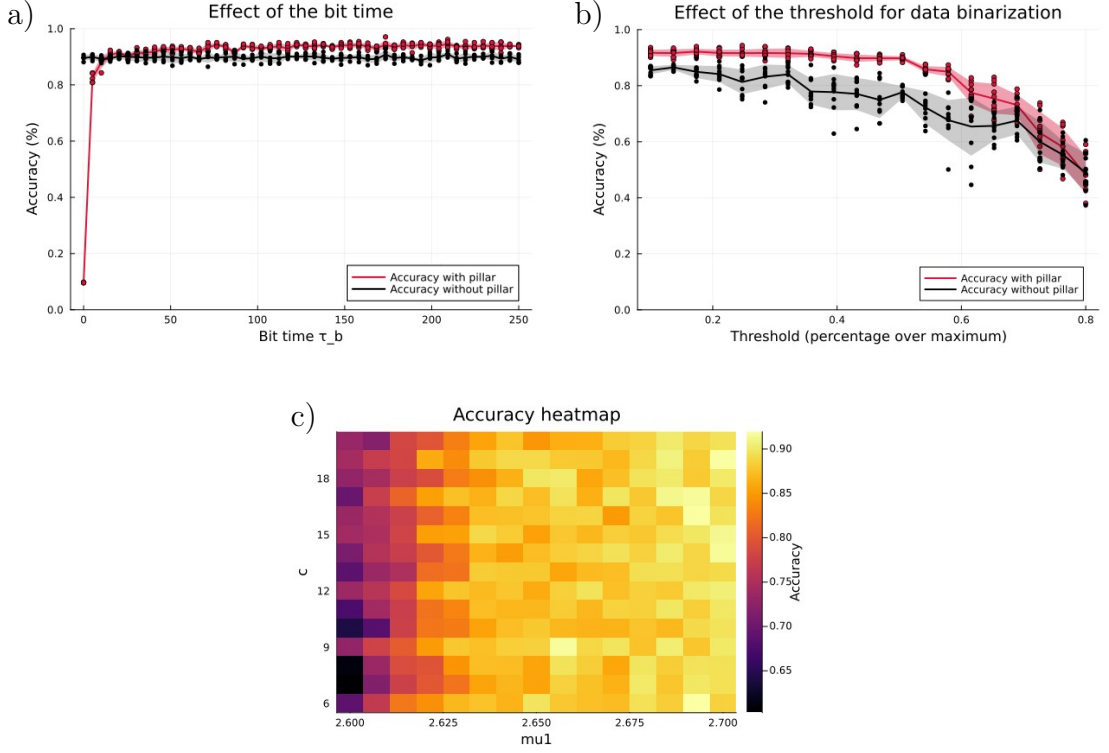 a)
Effect of the bit time
1.0
0.8
0.6
0.4
0.2
0.0
Accuracy (%)
0
50
100
150
200
250
Bit time τ_b
Accuracy with pillar
Accuracy without pillar
b)
Effect of the threshold for data binarization
1.0
0.8
0.6
0.4
0.2
0.0
Accuracy (%)
0.2
0.4
0.6
0.8
Threshold (percentage over maximum)
Accuracy with pillar
Accuracy without pillar
c)
Accuracy heatmap
18
15
12
9
6
c
2.600
2.625
2.650
2.675
2.700
mu1
0.90
0.85
0.80
0.75
0.70
0.65
Accuracy